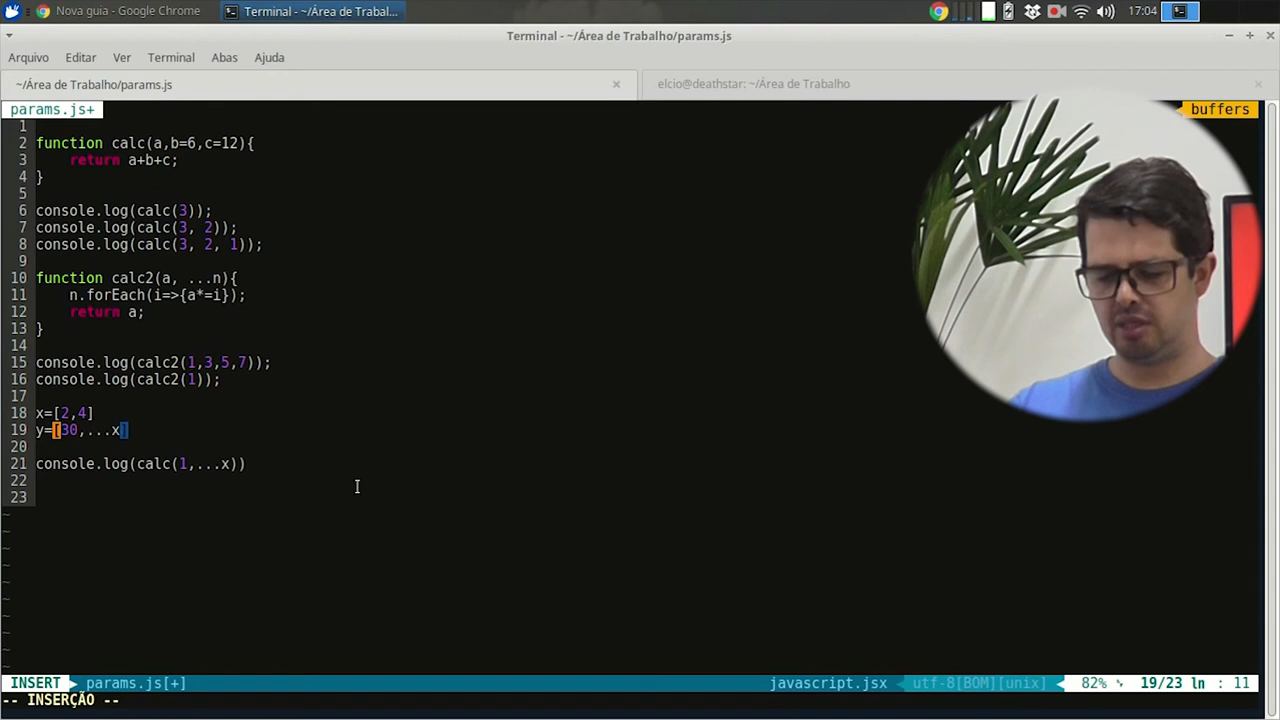 Nova guia - Google Chrome
Terminal - ~/Área de Trabal...
17:04
Terminal - ~/Área de Trabalho/params.js
Arquivo Editar Ver Terminal Abas Ajuda
~/Área de Trabalho/params.js
elcio@deathstar: ~/Área de Trabalho
params.js+
buffers
1
2 function calc(a,b=6,c=12){
3     return a+b+c;
4 }
5
6 console.log(calc(3));
7 console.log(calc(3, 2));
8 console.log(calc(3, 2, 1));
9
10 function calc2(a, ...n){
11     n.forEach(i=>{a*=i});
12     return a;
13 }
14
15 console.log(calc2(1,3,5,7));
16 console.log(calc2(1));
17
18 x=[2,4]
19 y=[30,...x]
20
21 console.log(calc(1,...x))
22
23
~
~
~
~
~
~
~
~
~
~
INSERT params.js[+] javascript.jsx utf-8[BOM][unix] 82% 19/23 ln : 11
-- INSERÇÃO --